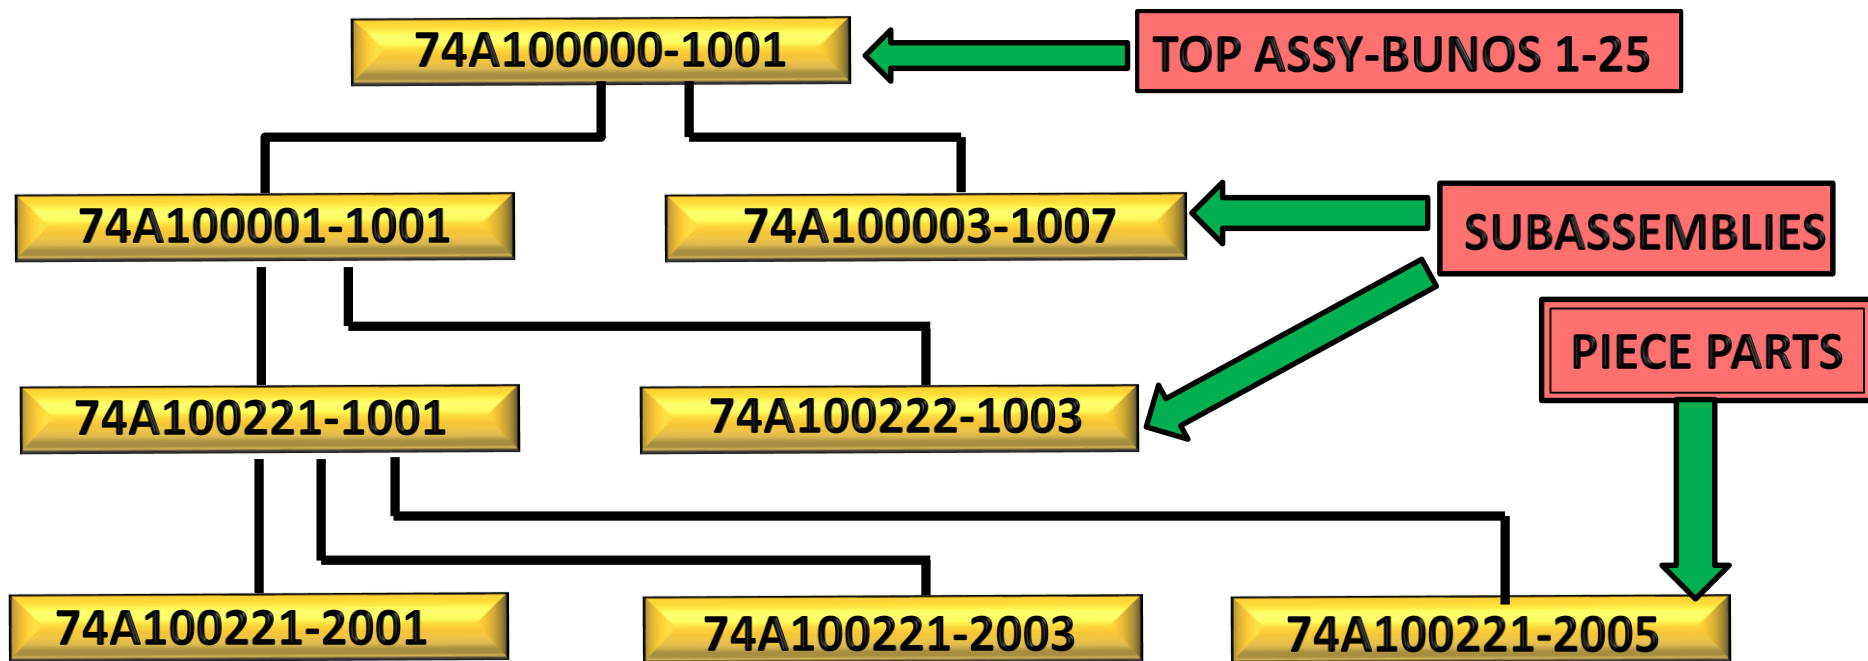 74A100000-1001
TOP ASSY-BUNOS 1-25
74A100001-1001
74A100003-1007
SUBASSEMBLIES
PIECE PARTS
74A100221-1001
74A100222-1003
74A100221-2001
74A100221-2003
74A100221-2005